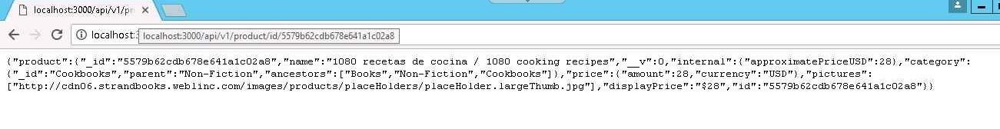 localhost:3000/api/v1/pr
localhost:
localhost:3000/api/v1/product/id/5579b62cdb678e641a1c02a8
{"product":{"_id":"5579b62cdb678e641a1c02a8","name":"1080 recetas de cocina / 1080 cooking recipes","__v":0,"internal":{"approximatePriceUSD":28},"category":
{"_id":"Cookbooks","parent":"Non-Fiction","ancestors":["Books","Non-Fiction","Cookbooks"]},"price":{"amount":28,"currency":"USD"},"pictures":
["http://cdn06.strandbooks.weblinc.com/images/products/placeHolders/placeHolder.largeThumb.jpg"],"displayPrice":"$28","id":"5579b62cdb678e641a1c02a8"}}